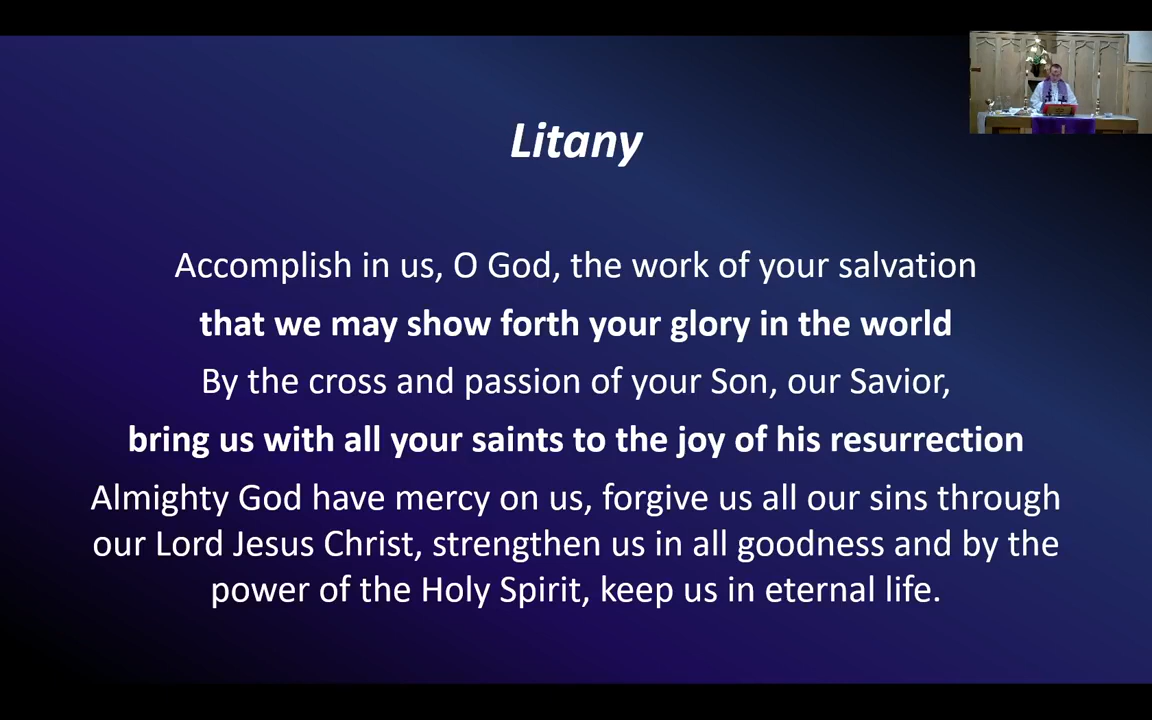 Litany
Accomplish in us, O God, the work of your salvation
that we may show forth your glory in the world
By the cross and passion of your Son, our Savior,
bring us with all your saints to the joy of his resurrection
Almighty God have mercy on us, forgive us all our sins through
our Lord Jesus Christ, strengthen us in all goodness and by the
power of the Holy Spirit, keep us in eternal life.